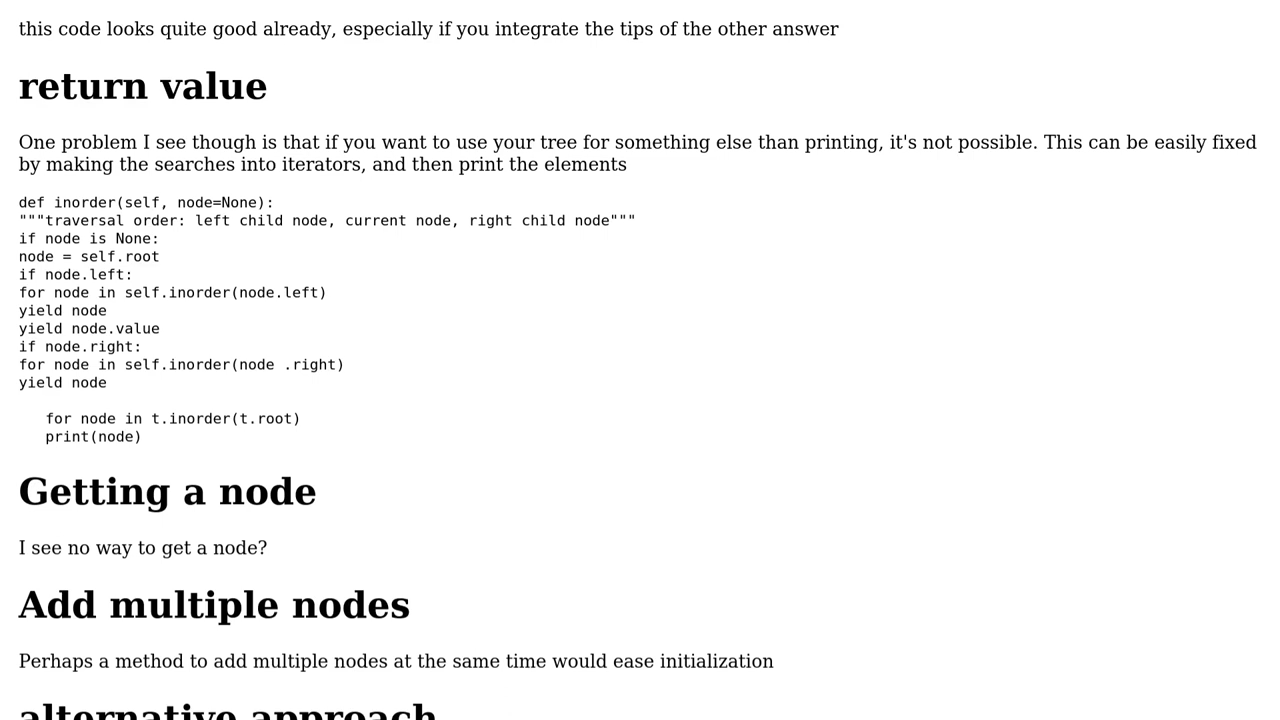 this code looks quite good already, especially if you integrate the tips of the other answer
return value
One problem I see though is that if you want to use your tree for something else than printing, it's not possible. This can be easily fixed
by making the searches into iterators, and then print the elements
def inorder(self, node=None):
"""traversal order: left child node, current node, right child node"""
if node is None:
node = self.root
if node.left:
for node in self.inorder(node.left)
yield node
yield node.value
if node.right:
for node in self.inorder(node .right)
yield node
for node in t.inorder(t.root)
print(node)
Getting a node
I see no way to get a node?
Add multiple nodes
Perhaps a method to add multiple nodes at the same time would ease initialization
alternative approach